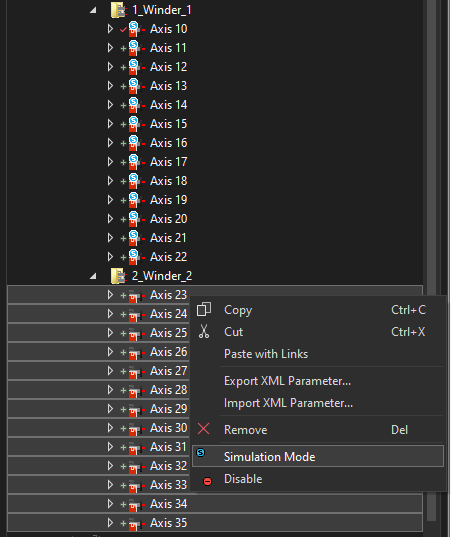 1_Winder_1
Axis 10
Axis 11
Axis 12
Axis 13
Axis 14
Axis 15
Axis 16
Axis 17
Axis 18
Axis 19
Axis 20
Axis 21
Axis 22
2_Winder_2
Axis 23
Axis 24
Axis 25
Axis 26
Axis 27
Axis 28
Axis 29
Axis 30
Axis 31
Axis 32
Axis 33
Axis 34
Axis 35
Copy Ctrl+C
Cut Ctrl+X
Paste with Links
Export XML Parameter...
Import XML Parameter...
Remove Del
Simulation Mode
Disable